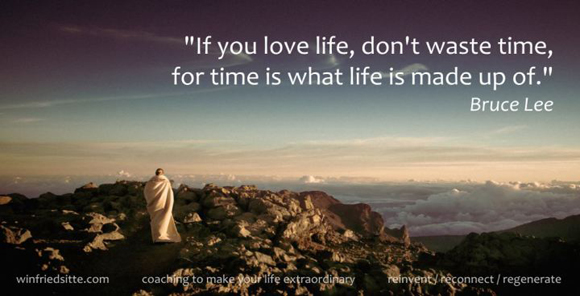 "If you love life, don't waste time,
for time is what life is made up of."
Bruce Lee
winfriedsitte.com coaching to make your life extraordinary reinvent / reconnect / regenerate